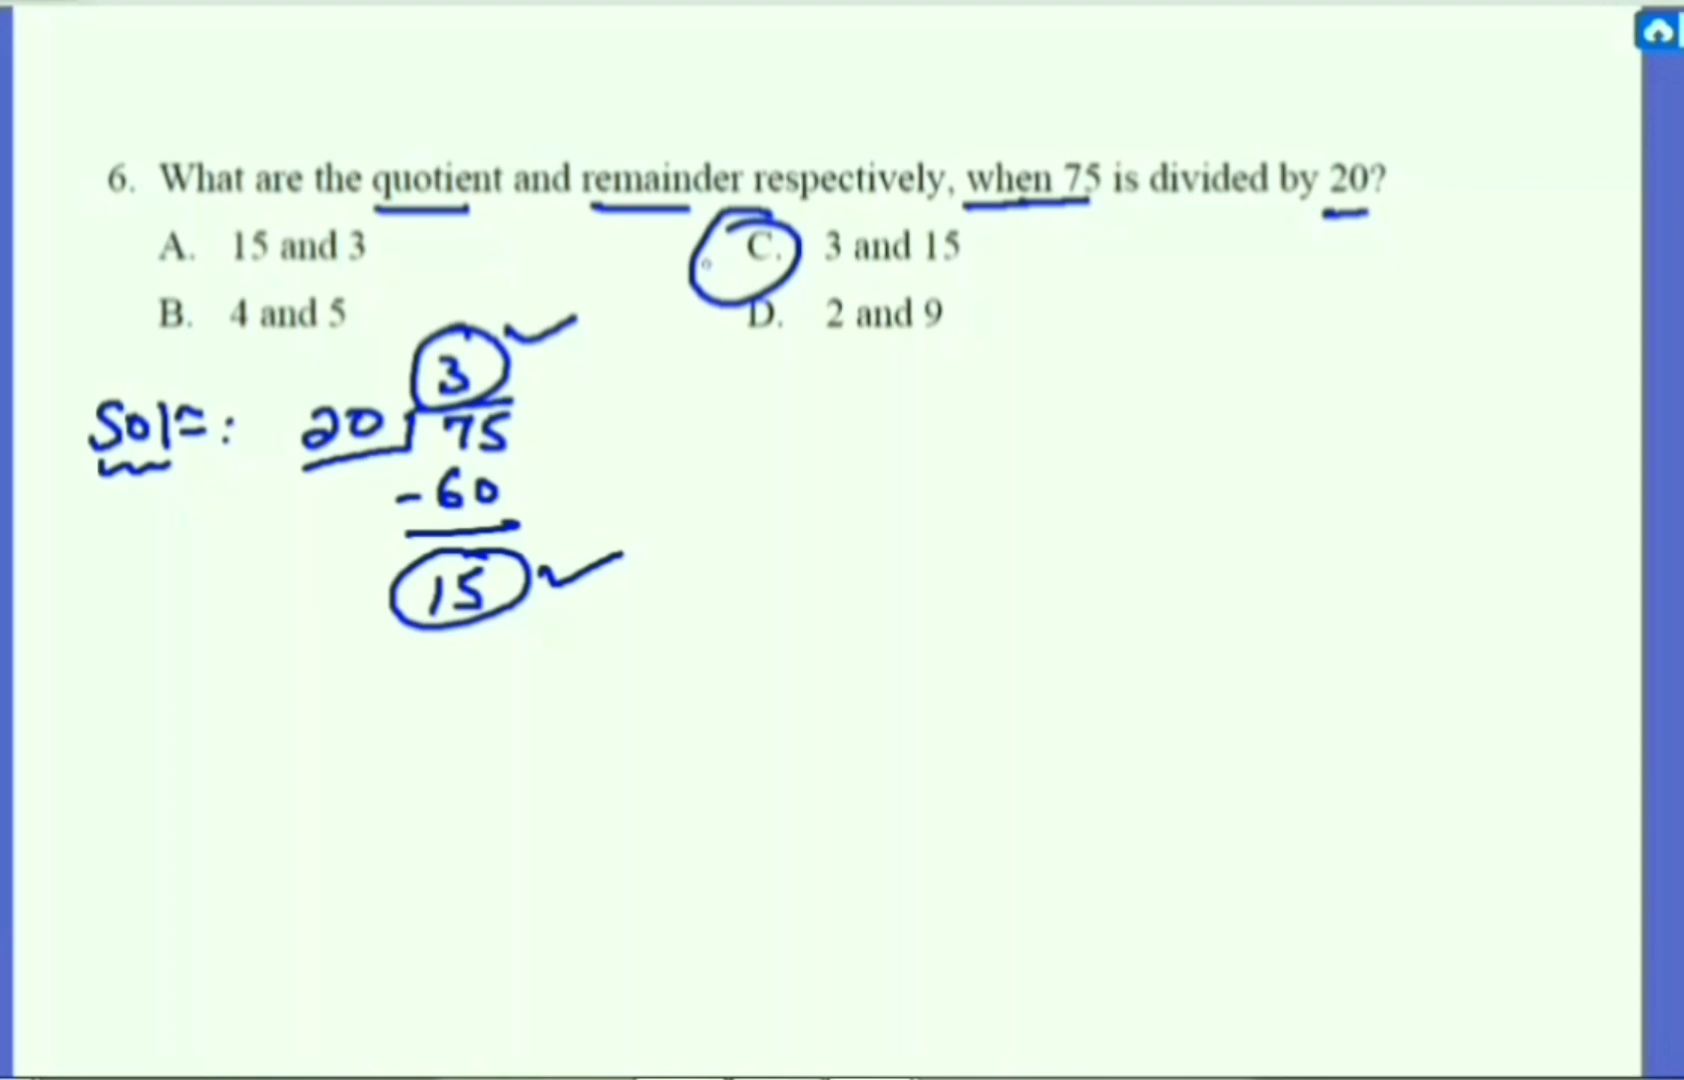 6. What are the quotient and remainder respectively, when 75 is divided by 20?
A. 15 and 3
C. 3 and 15
B. 4 and 5
D. 2 and 9
3
Sol=: 20 75
-60
15